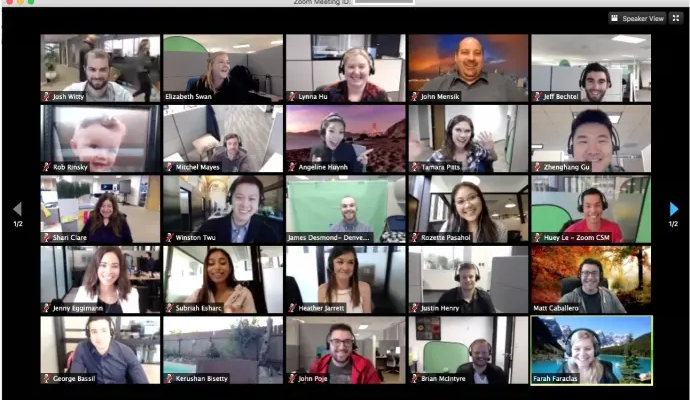 Zoom Meeting ID:
Speaker View
Josh Witty
Elizabeth Swan
Lynna Hu
John Mensik
Jeff Bechtel
Rob Rinsky
Mitchel Mayes
Angeline Huynh
Tamara Pitts
Zhenghang Gu
1/2
1/2
Shari Clare
Winston Twu
James Desmond- Denve...
Rozette Pasahol
Huey Le - Zoom CSM
Jenny Eggimann
Subriah Esharc
Heather Jarrett
Justin Henry
Matt Caballero
George Bassil
Kerushan Bisetty
John Poje
Brian McIntyre
Farah Faraclas